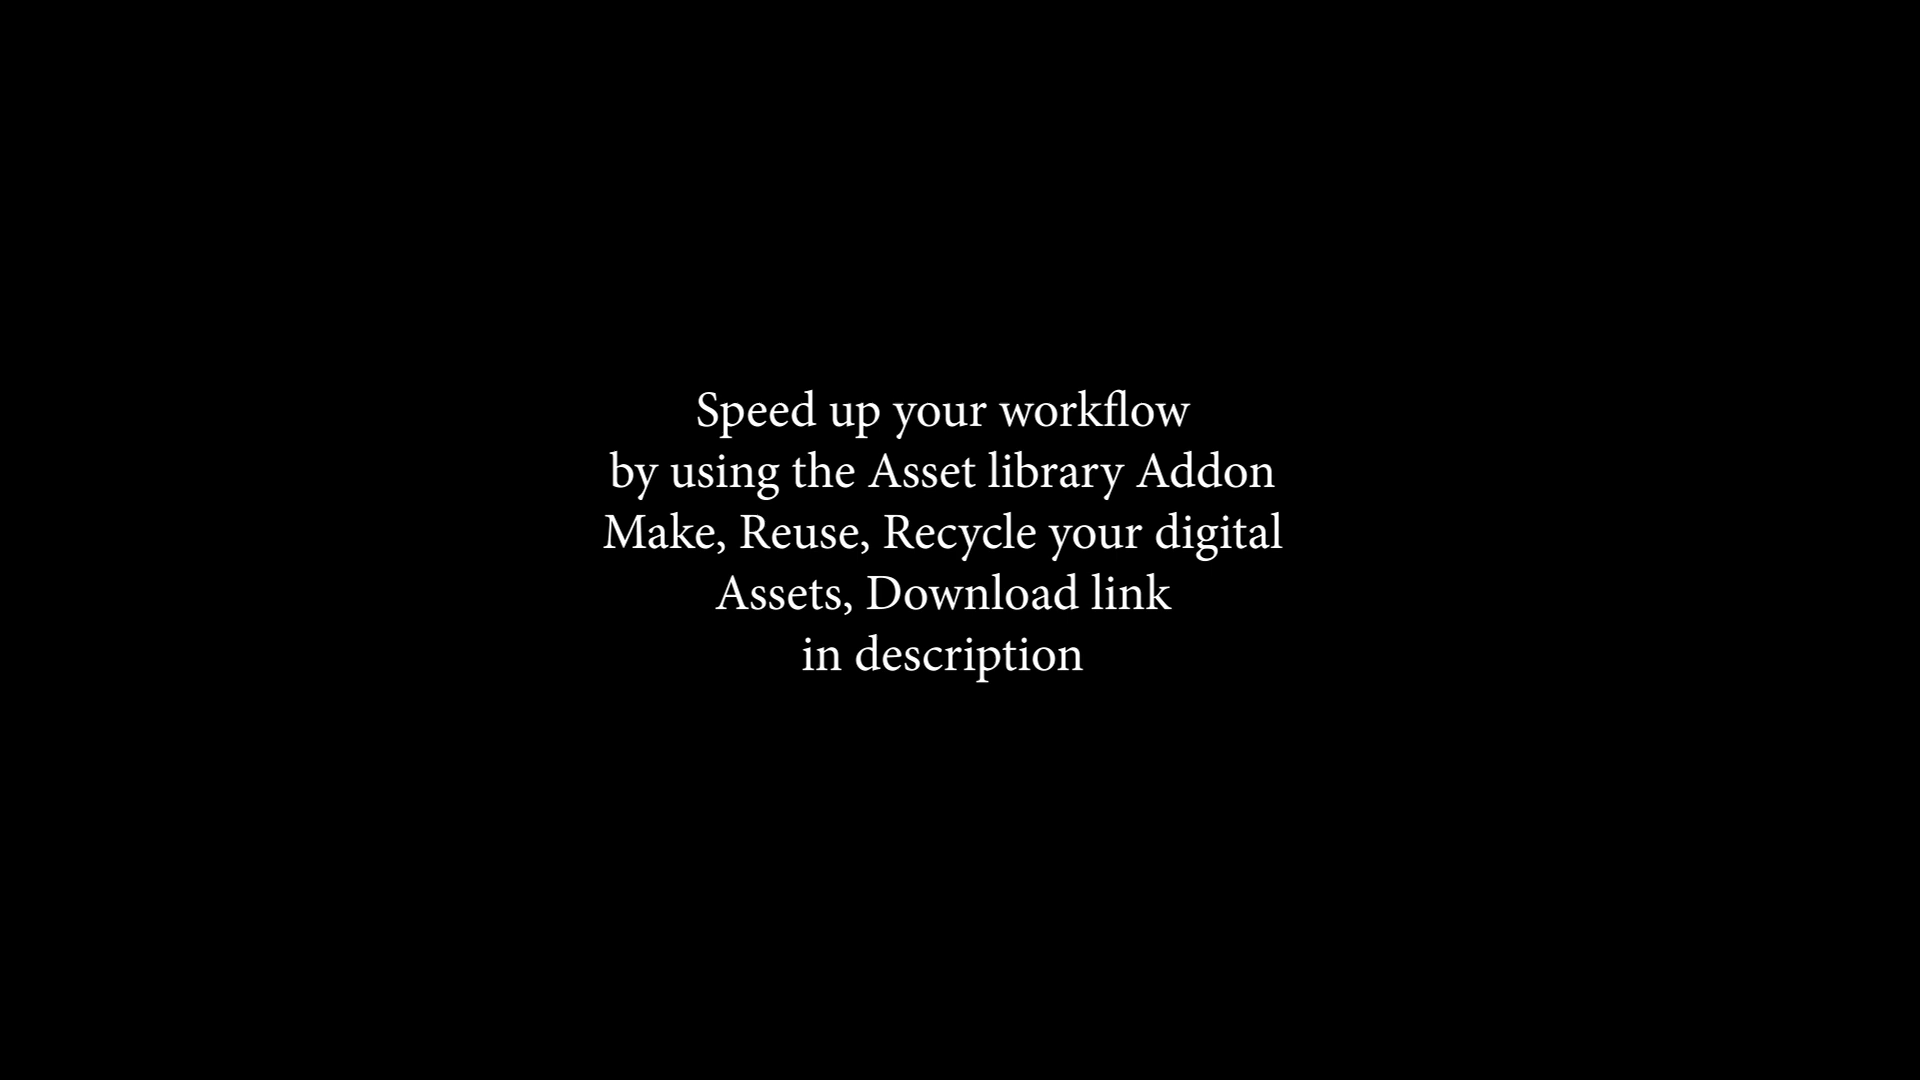 Speed up your workflow
by using the Asset library Addon
Make, Reuse, Recycle your digital
Assets, Download link
in description